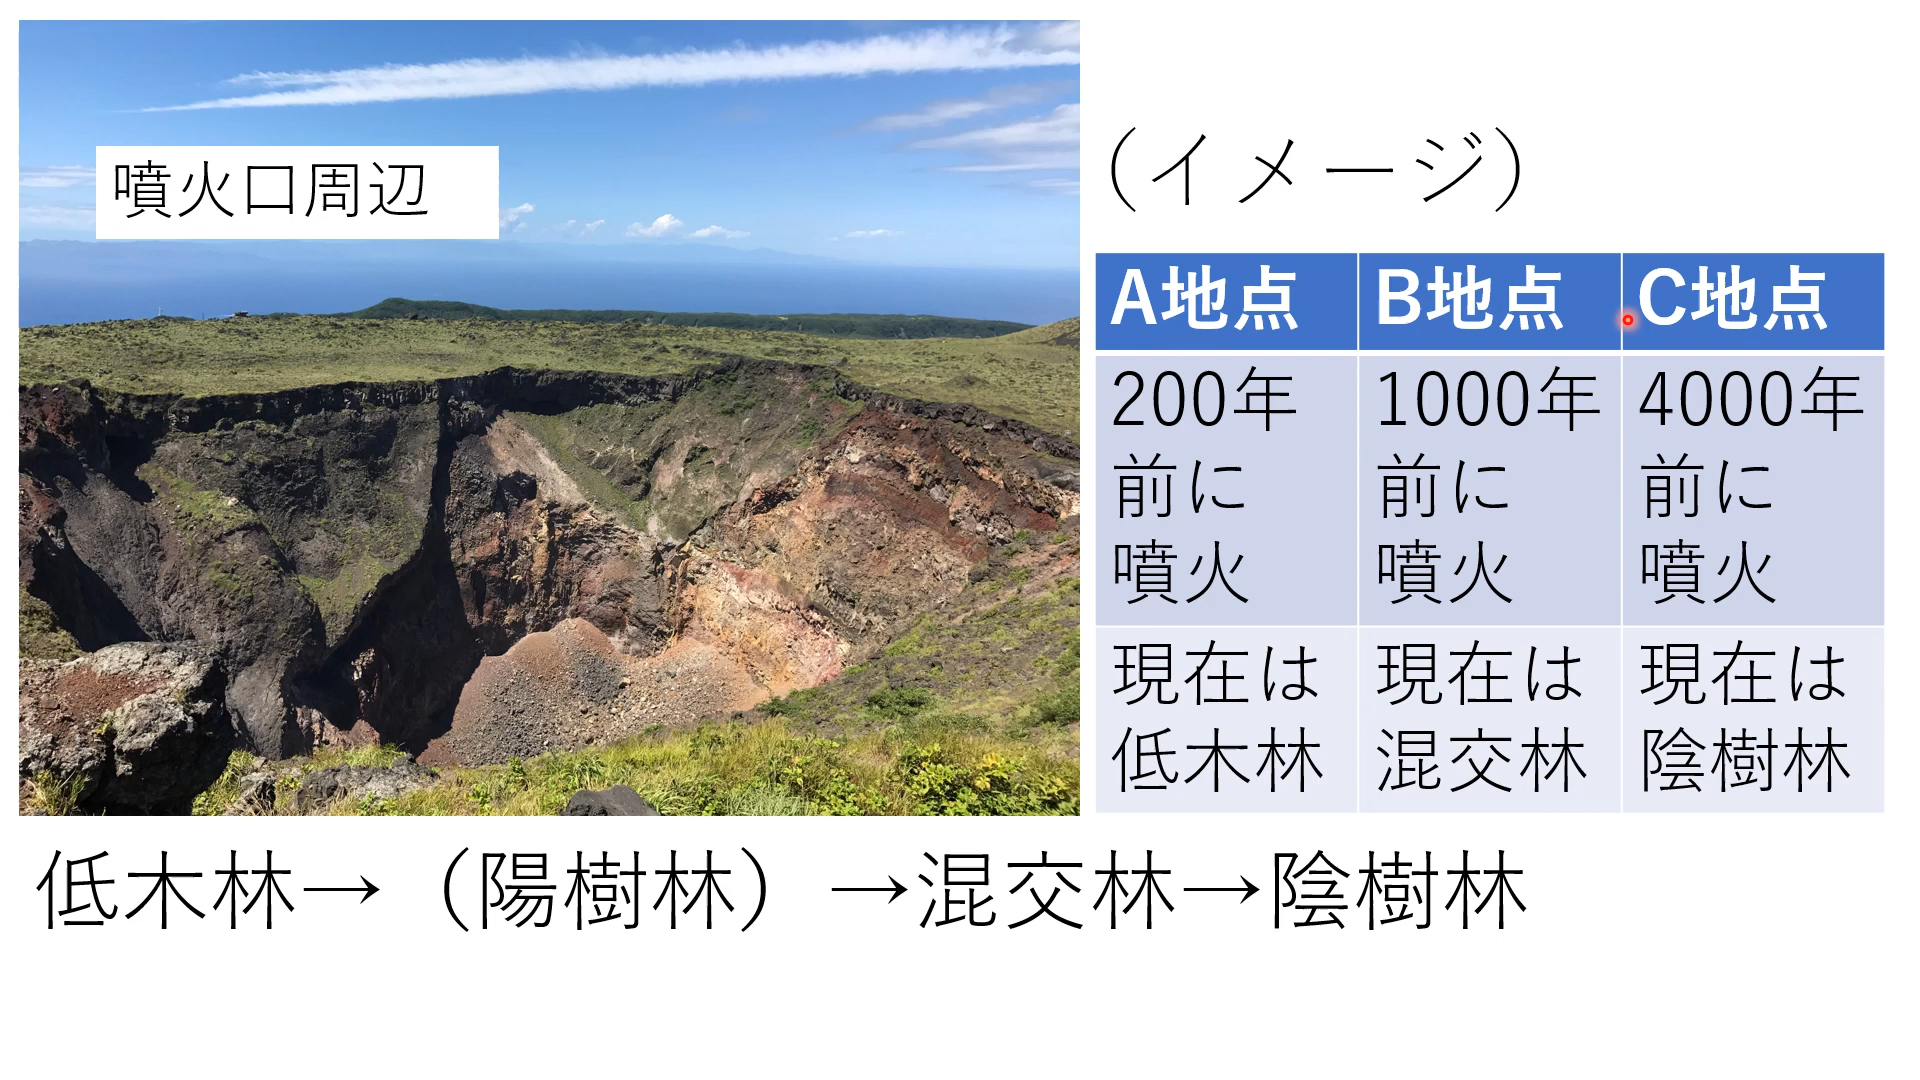 噴火口周辺
(イメージ)
A地点 B地点 C地点
200年 1000年 4000年
前に 前に 前に
噴火 噴火 噴火
現在は 現在は 現在は
低木林 混交林 陰樹林
低木林→（陽樹林）→混交林→陰樹林